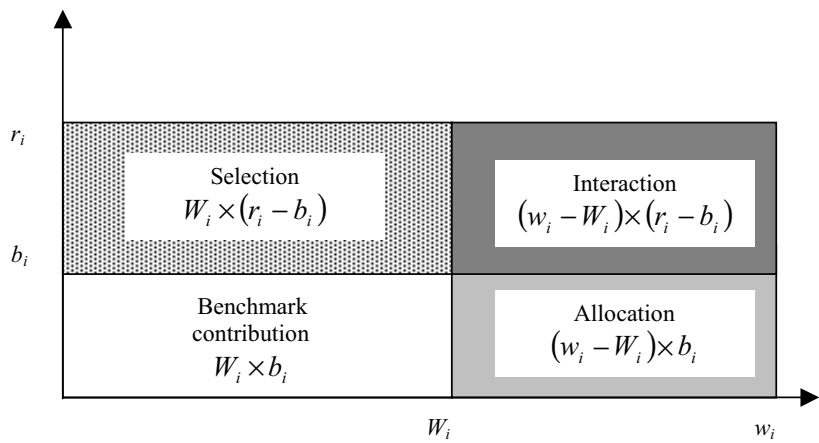 r_i
Selection
W_i × (r_i − b_i)
Interaction
(w_i − W_i) × (r_i − b_i)
b_i
Benchmark
contribution
W_i × b_i
Allocation
(w_i − W_i) × b_i
W_i
w_i